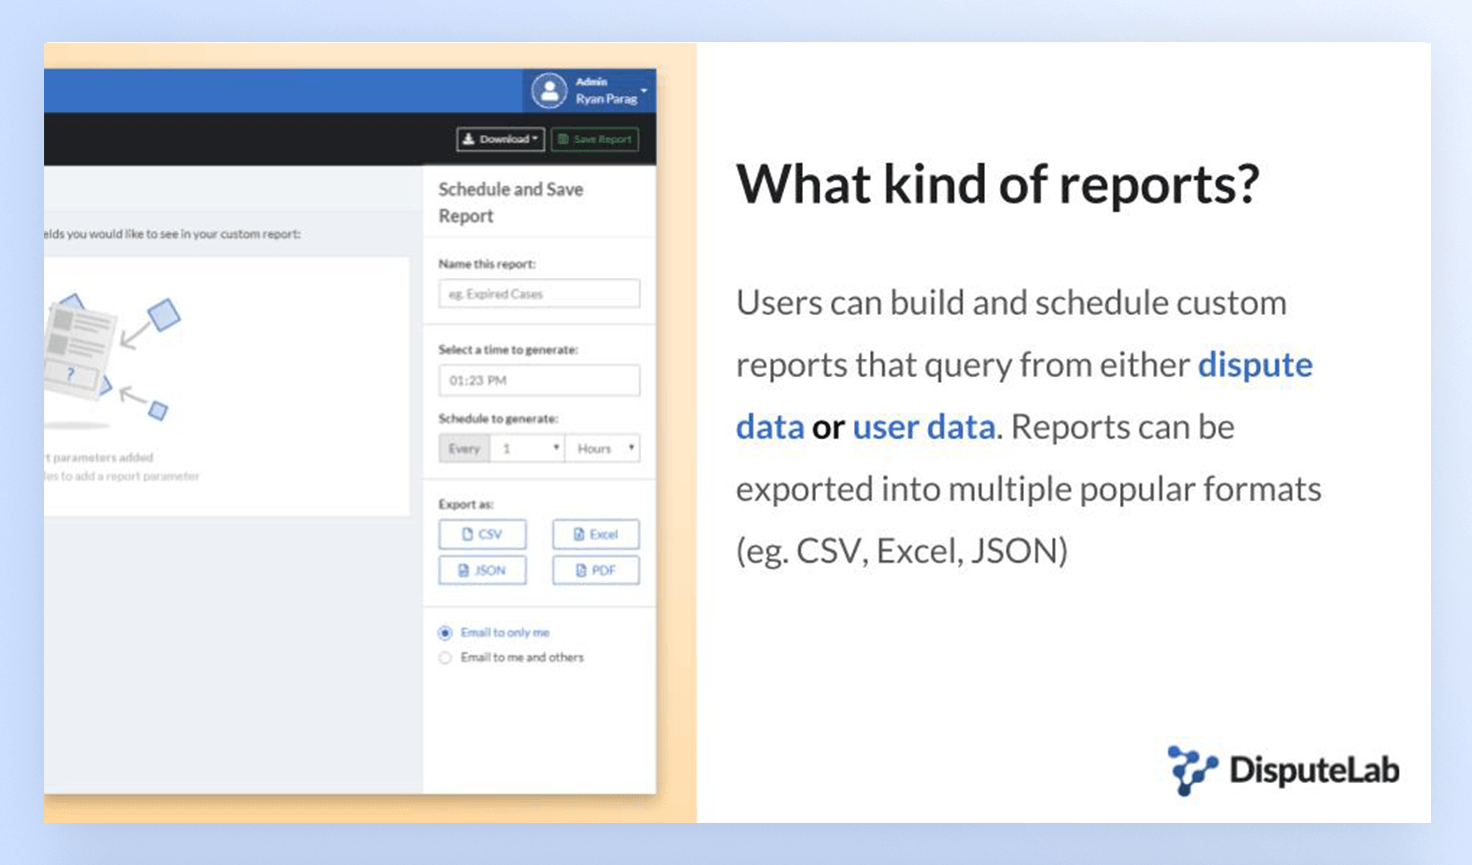 Admin
Ryan Parag
Download
Save Report
Schedule and Save
Report
elds you would like to see in your custom report:
Name this report:
eg. Expired Cases
Select a time to generate:
01:23 PM
Schedule to generate:
Every 1 Hours
?
t parameters added
les to add a report parameter
Export as:
CSV Excel
JSON PDF
Email to only me
Email to me and others
What kind of reports?
Users can build and schedule custom
reports that query from either dispute
data or user data. Reports can be
exported into multiple popular formats
(eg. CSV, Excel, JSON)
DisputeLab